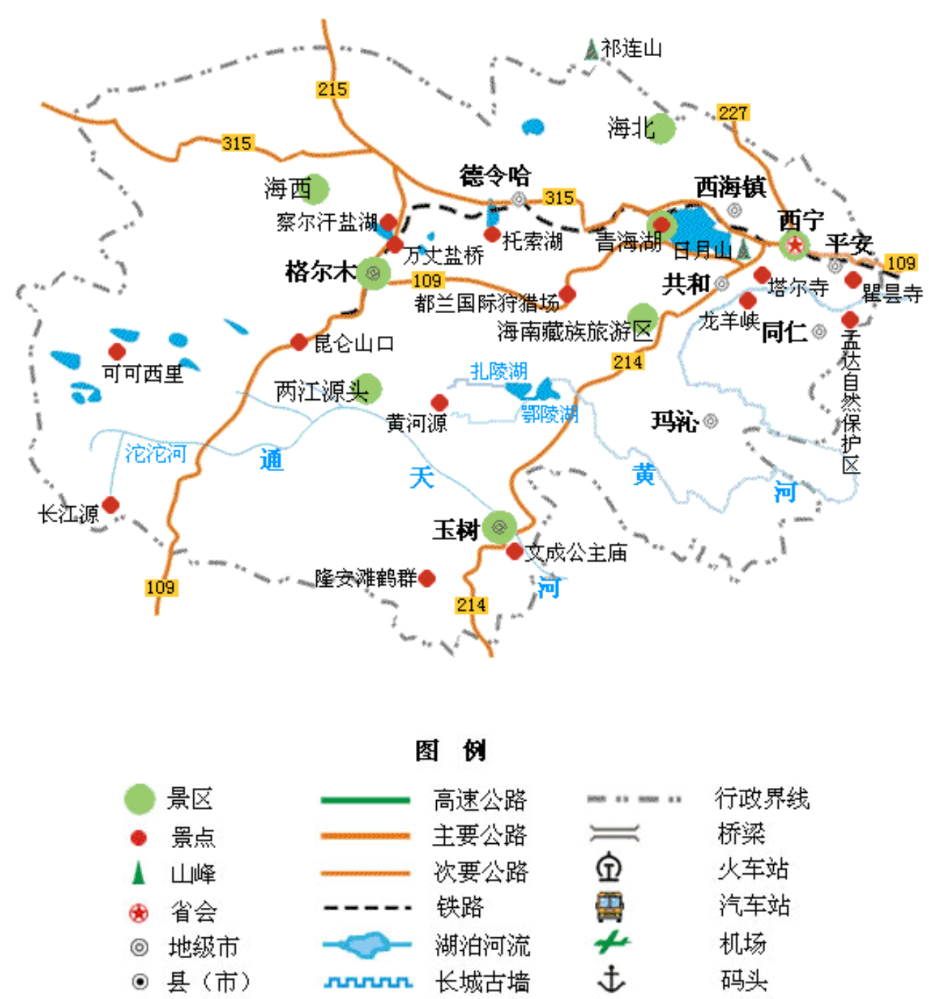 祁连山
215
227
海北
315
德令哈
西海镇
海西
315
察尔汗盐湖
西宁
托索湖
青海湖
日月山
平安
万丈盐桥
109
格尔木
109
共和
塔尔寺
瞿昙寺
都兰国际狩猎场
龙羊峡
海南藏族旅游区
同仁
孟达自然保护区
昆仑山口
214
可可西里
扎陵湖
两江源头
鄂陵湖
黄河源
玛沁
沱沱河
通
天
黄
河
长江源
玉树
文成公主庙
隆安滩鹤群
109
河
214
图 例
景区
高速公路
行政界线
景点
主要公路
桥梁
山峰
次要公路
火车站
省会
铁路
汽车站
地级市
湖泊河流
机场
县（市）
长城古墙
码头